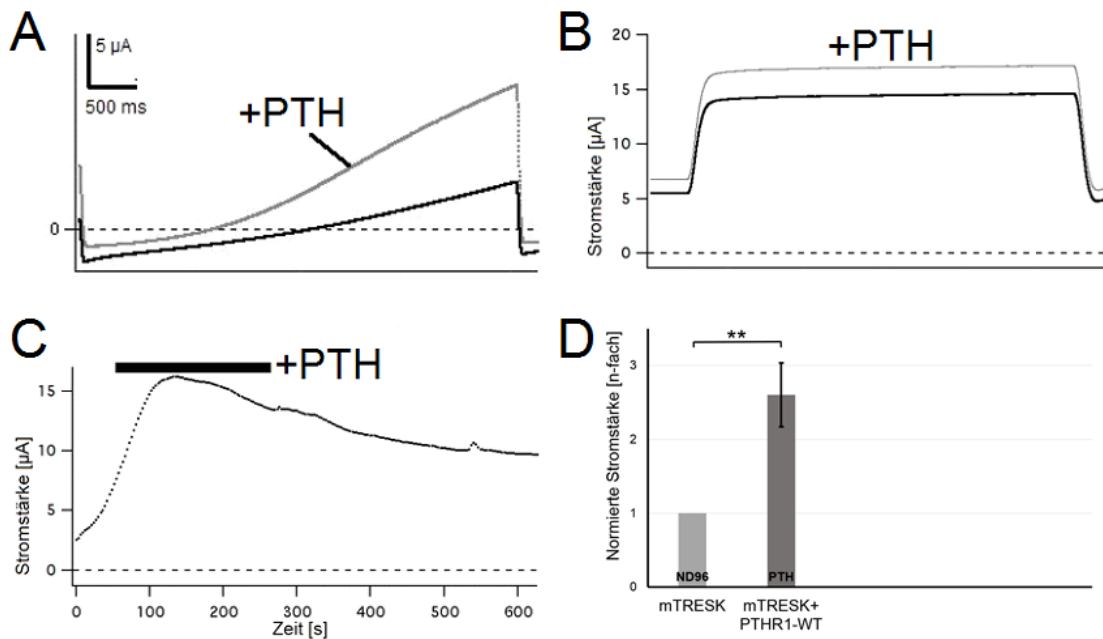 A
5 µA
500 ms
+PTH
0
B
+PTH
Stromstärke [µA]
20
15
10
5
0
C
+PTH
Stromstärke [µA]
15
10
5
0
0 100 200 300 400 500 600
Zeit [s]
D
**
Normierte Stromstärke [n-fach]
3
2
1
0
ND96 PTH
mTRESK mTRESK+
PTHR1-WT